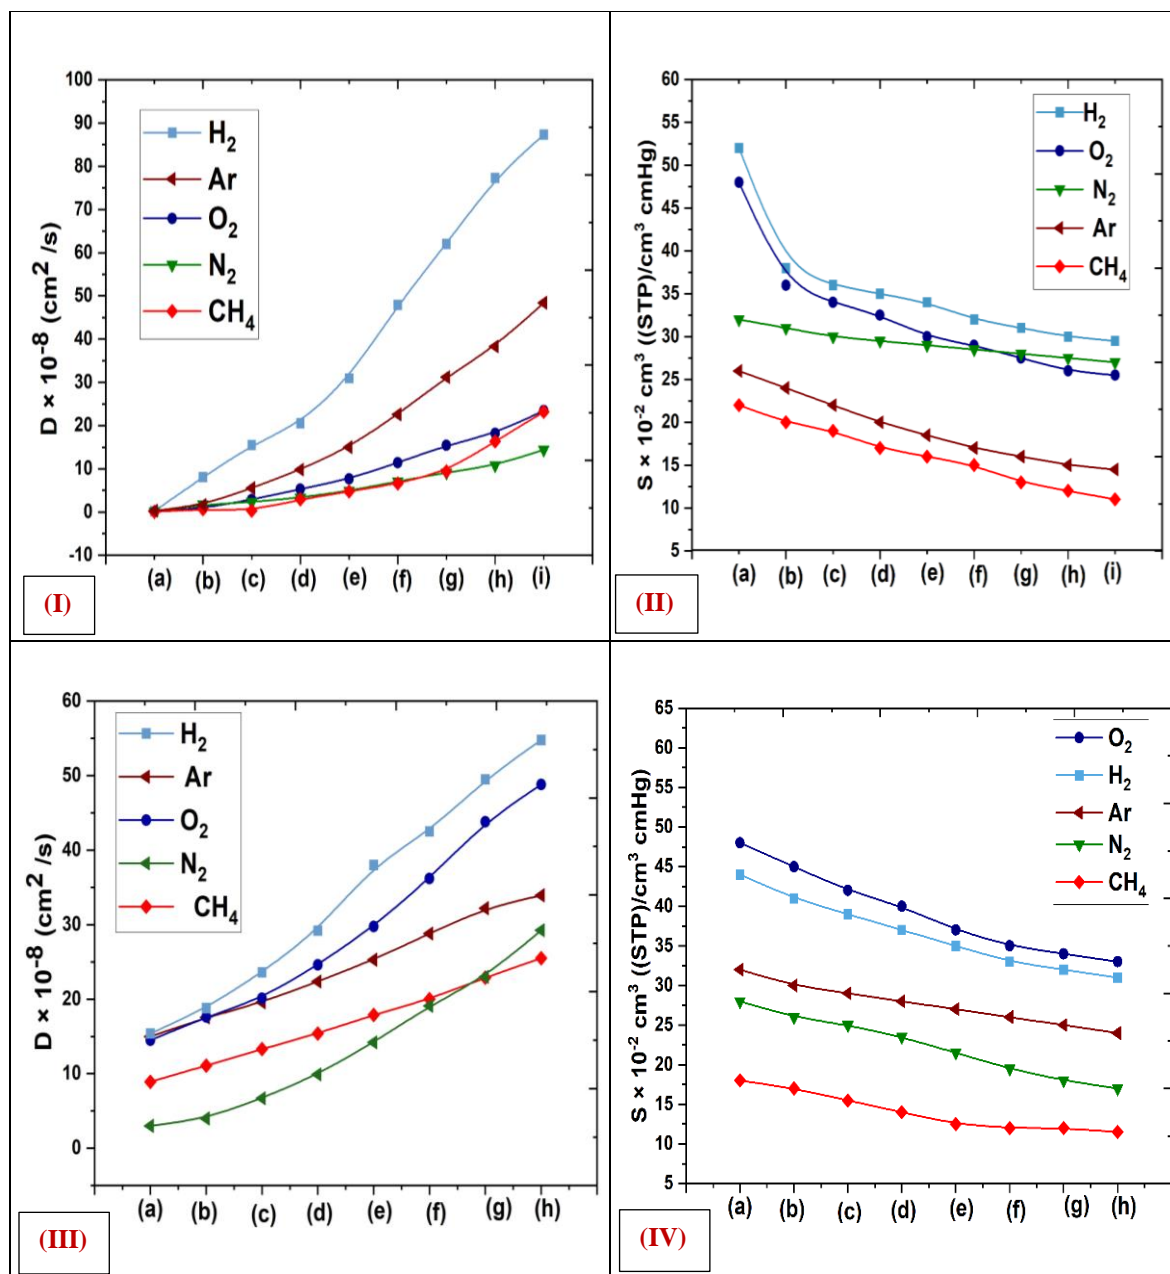 D × 10⁻⁸ (cm² /s)
100
90
80
70
60
50
40
30
20
10
0
-10
H₂
Ar
O₂
N₂
CH₄
(a) (b) (c) (d) (e) (f) (g) (h) (i)
(I)
S × 10⁻² cm³ ((STP)/cm³ cmHg)
60
55
50
45
40
35
30
25
20
15
10
5
H₂
O₂
N₂
Ar
CH₄
(a) (b) (c) (d) (e) (f) (g) (h) (i)
(II)
D × 10⁻⁸ (cm² /s)
60
50
40
30
20
10
0
H₂
Ar
O₂
N₂
CH₄
(a) (b) (c) (d) (e) (f) (g) (h)
(III)
S × 10⁻² cm³ ((STP)/cm³ cmHg)
65
60
55
50
45
40
35
30
25
20
15
10
5
O₂
H₂
Ar
N₂
CH₄
(a) (b) (c) (d) (e) (f) (g) (h)
(IV)